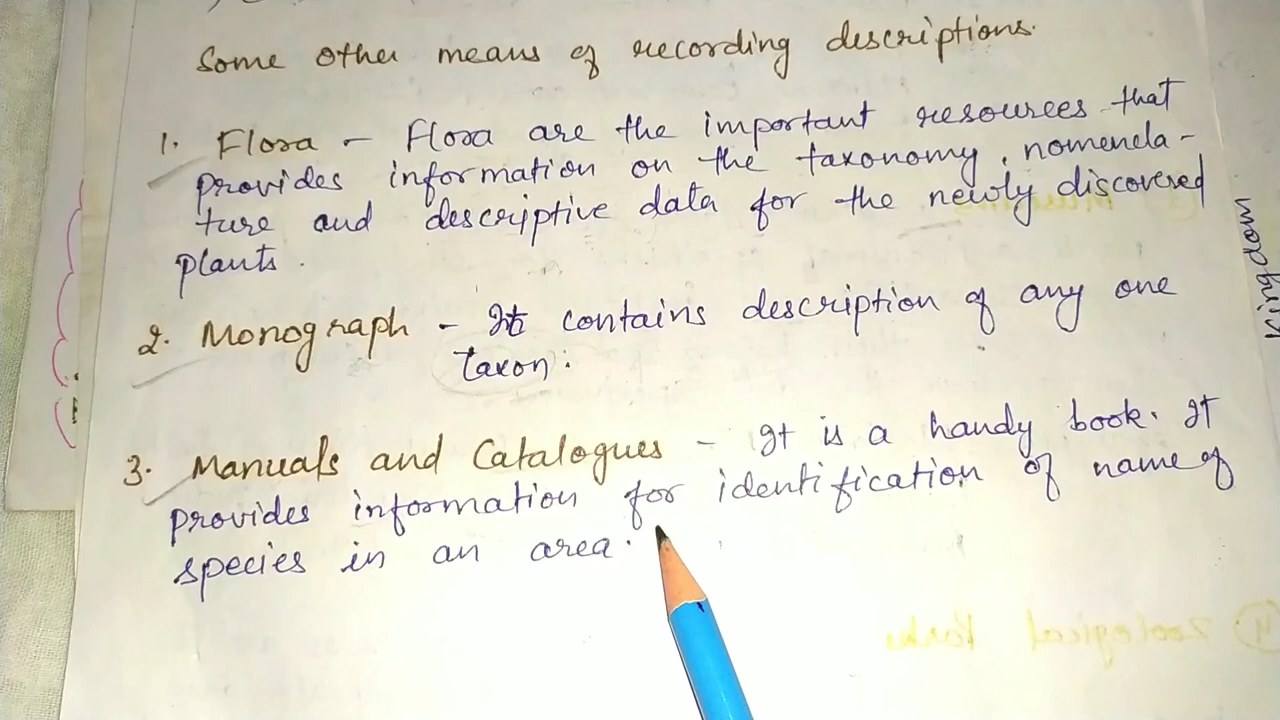 Some other means of recording descriptions.
1. Flora - Flora are the important resources that
provides information on the taxonomy, nomencla-
ture and descriptive data for the newly discovered
plants.
2. Monograph - It contains description of any one
taxon.
3. Manuals and Catalogues - It is a handy book. It
provides information for identification of name of
species in an area.
Kingdom
4) Zoological Parks